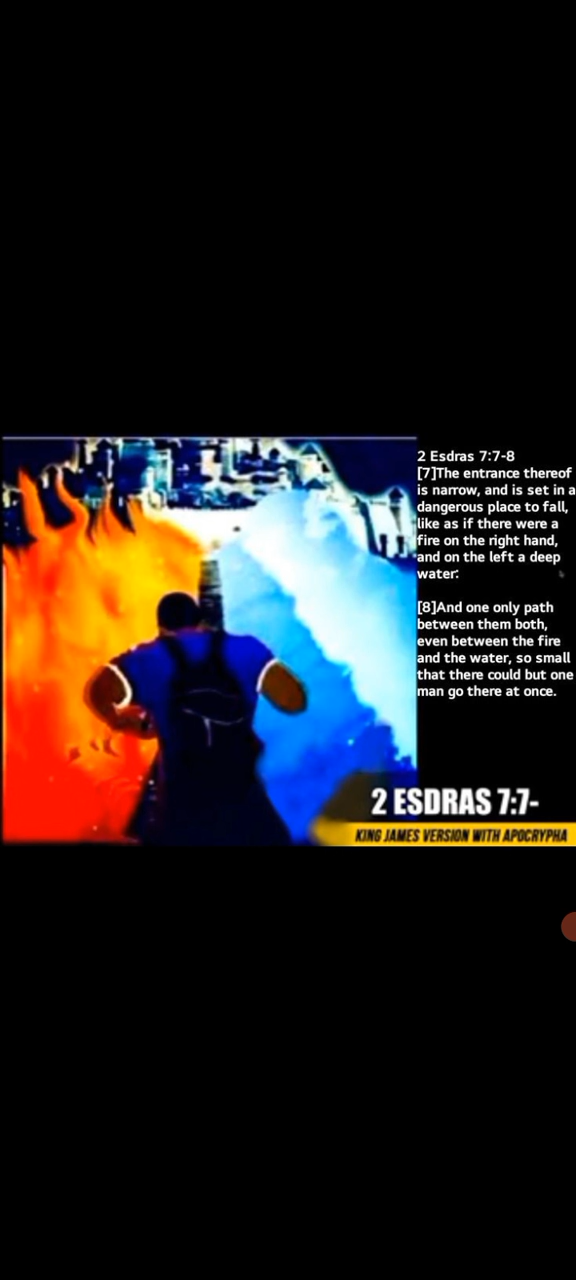 2 Esdras 7:7-8
[7]The entrance thereof
is narrow, and is set in a
dangerous place to fall,
like as if there were a
fire on the right hand,
and on the left a deep
water:
[8]And one only path
between them both,
even between the fire
and the water, so small
that there could but one
man go there at once.
2 ESDRAS 7:7-
KING JAMES VERSION WITH APOCRYPHA